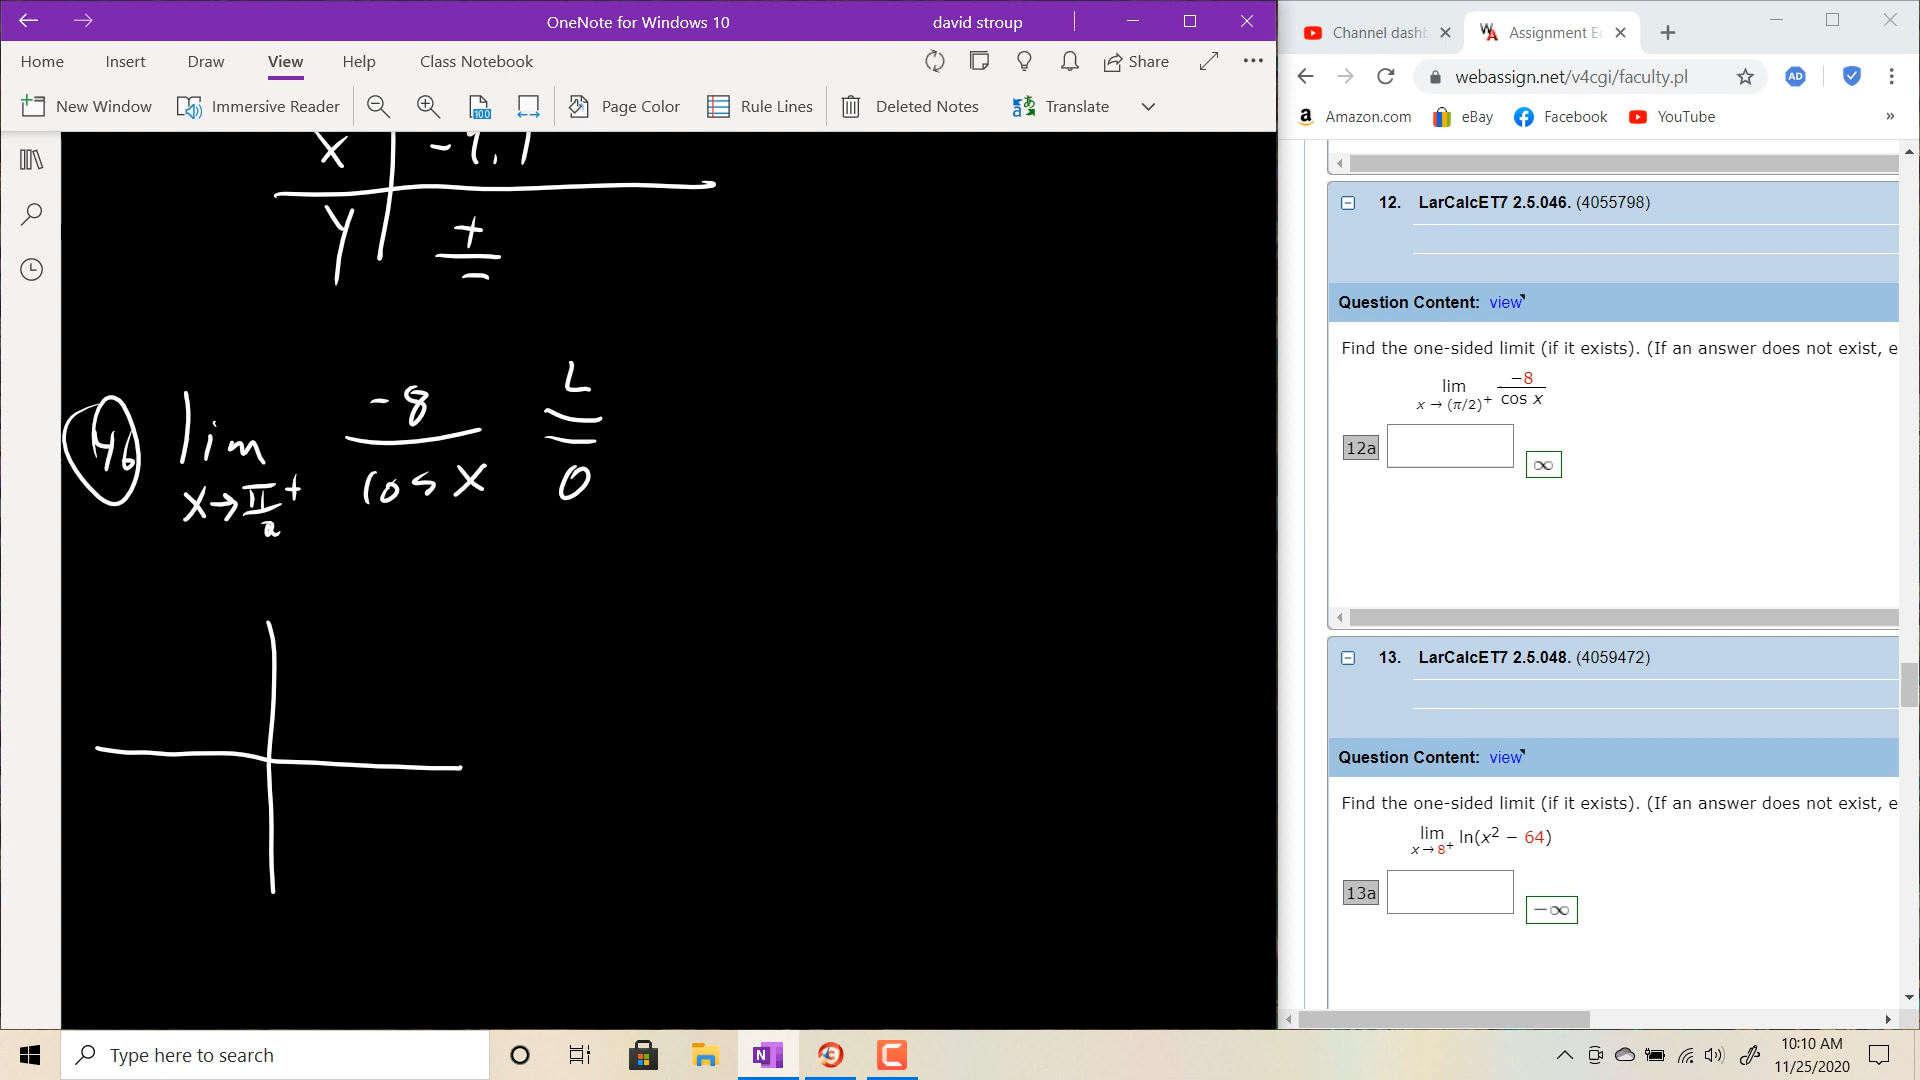 OneNote for Windows 10
david stroup
Home Insert Draw View Help Class Notebook
Share
New Window Immersive Reader 100 Page Color Rule Lines Deleted Notes Translate
X
Y +
46 lim -8 L
x→π/2+ cos X 0
Channel dashb
Assignment Ec
webassign.net/v4cgi/faculty.pl
AD
Amazon.com eBay Facebook YouTube »
12. LarCalcET7 2.5.046. (4055798)
Question Content: view
Find the one-sided limit (if it exists). (If an answer does not exist, e
lim −8
x → (π/2)+ cos x
12a
∞
13. LarCalcET7 2.5.048. (4059472)
Question Content: view
Find the one-sided limit (if it exists). (If an answer does not exist, e
lim ln(x² − 64)
x → 8+
13a
−∞
Type here to search
10:10 AM
11/25/2020